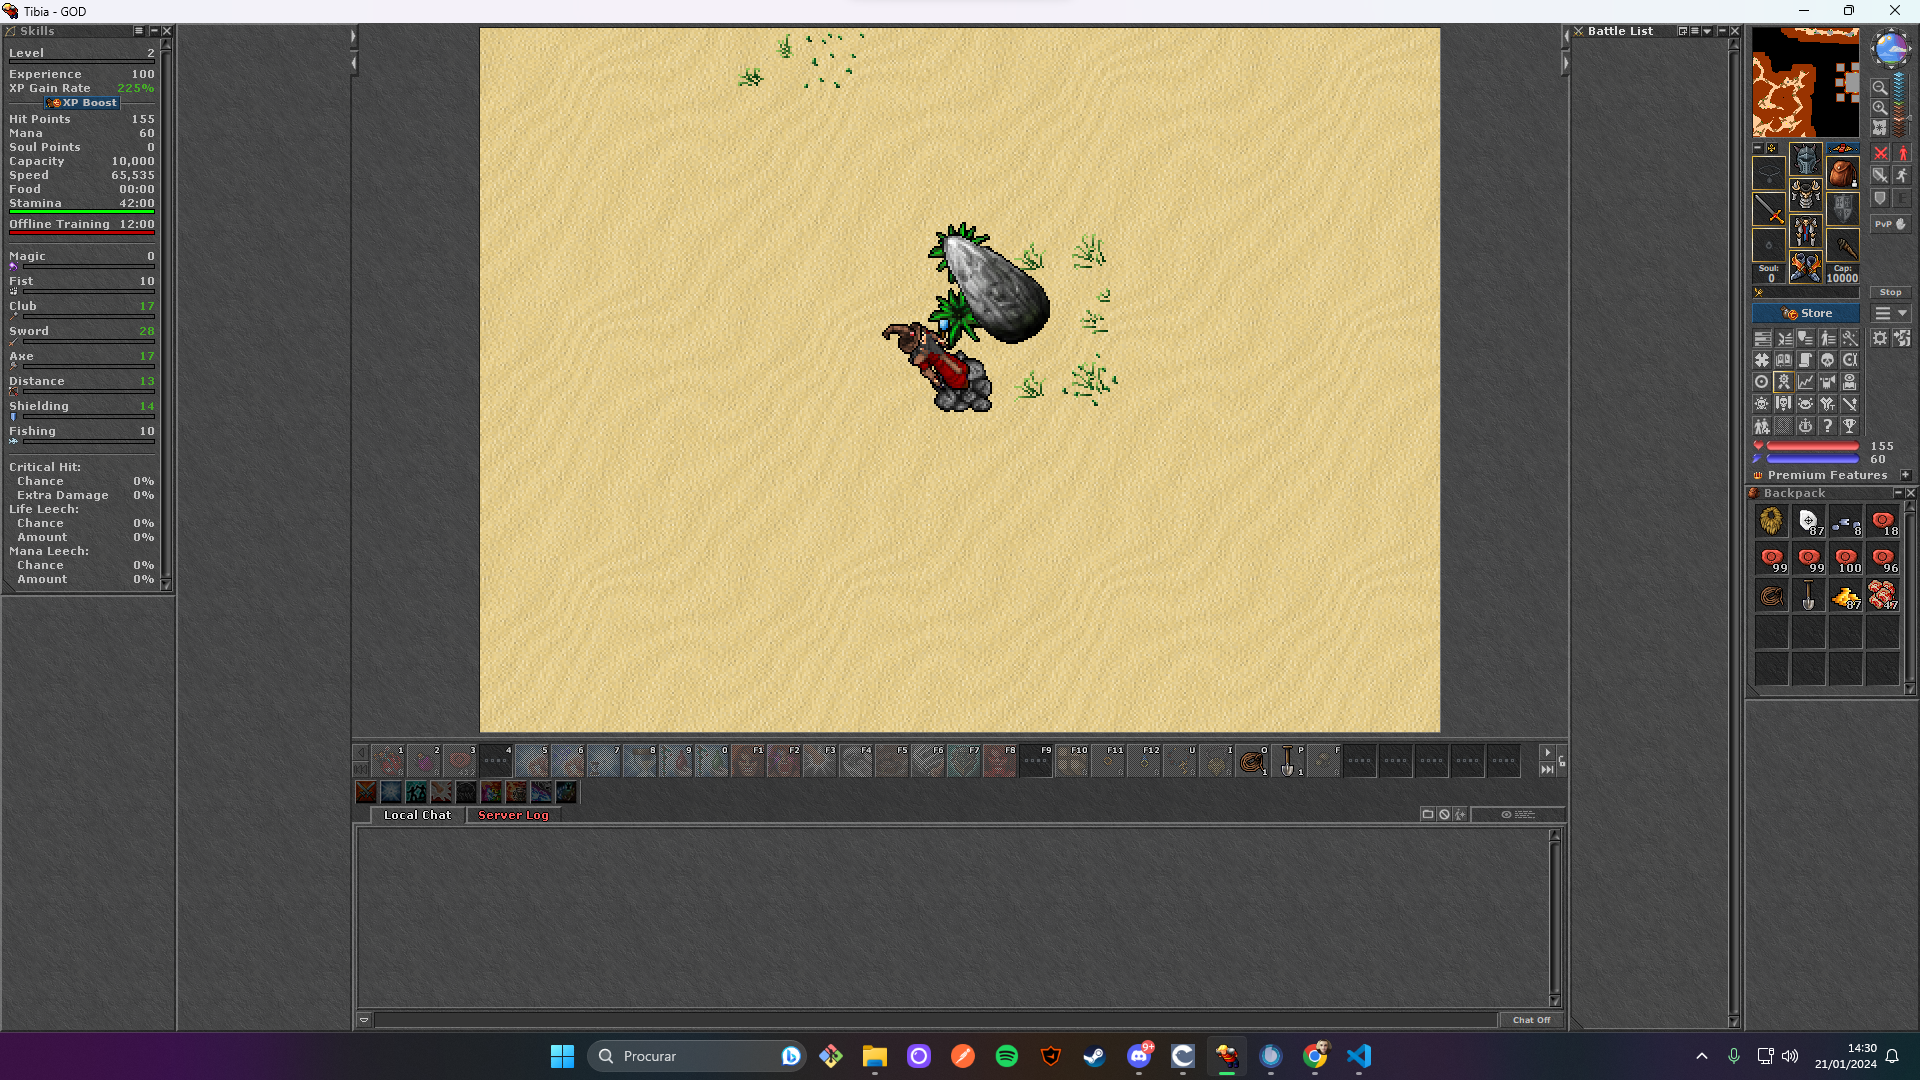 Tibia - GOD
Skills
Level 2
Experience 100
XP Gain Rate 225%
XP Boost
Hit Points 155
Mana 60
Soul Points 0
Capacity 10,000
Speed 65,535
Food 00:00
Stamina 42:00
Offline Training 12:00
Magic 0
Fist 10
Club 17
Sword 28
Axe 17
Distance 13
Shielding 14
Fishing 10
Critical Hit:
Chance 0%
Extra Damage 0%
Life Leech:
Chance 0%
Amount 0%
Mana Leech:
Chance 0%
Amount 0%
Battle List
PvP
Soul: 0
Cap: 10000
Stop
Store
155
60
Premium Features
Backpack
87 8 18
99 99 100 96
87 47
1 2 3 4 5 6 7 8 9 0 F1 F2 F3 F4 F5 F6 F7 F8 F9 F10 F11 F12 U I O P F
1 1
Local Chat Server Log
Chat Off
Procurar
9+
14:30
21/01/2024